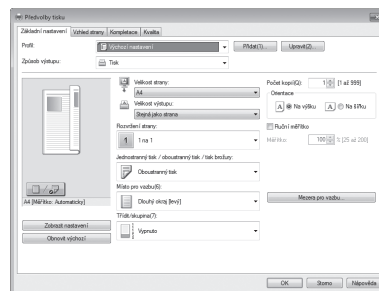 Předvolby tisku
Základní nastavení Vzhled strany Kompletace Kvalita
Profil: Výchozí nastavení Přidat(1)... Upravit(2)...
Způsob výstupu: Tisk
Velikost strany: Počet kopií(G): 1 [1 až 999]
A4 Orientace
Velikost výstupu: A Na výšku A Na šířku
Stejná jako strana
Rozvržení strany: Ruční měřítko
1 1 na 1 Měřítko: 100 % [25 až 200]
Jednostranný tisk / oboustranný tisk / tisk brožury:
Oboustranný tisk
Místo pro vazbu(6):
A4 [Měřítko: Automaticky] Dlouhý okraj [levý] Mezera pro vazbu...
Třídit/skupina(7):
Zobrazit nastavení Vypnuto
Obnovit výchozí
OK Storno Nápověda